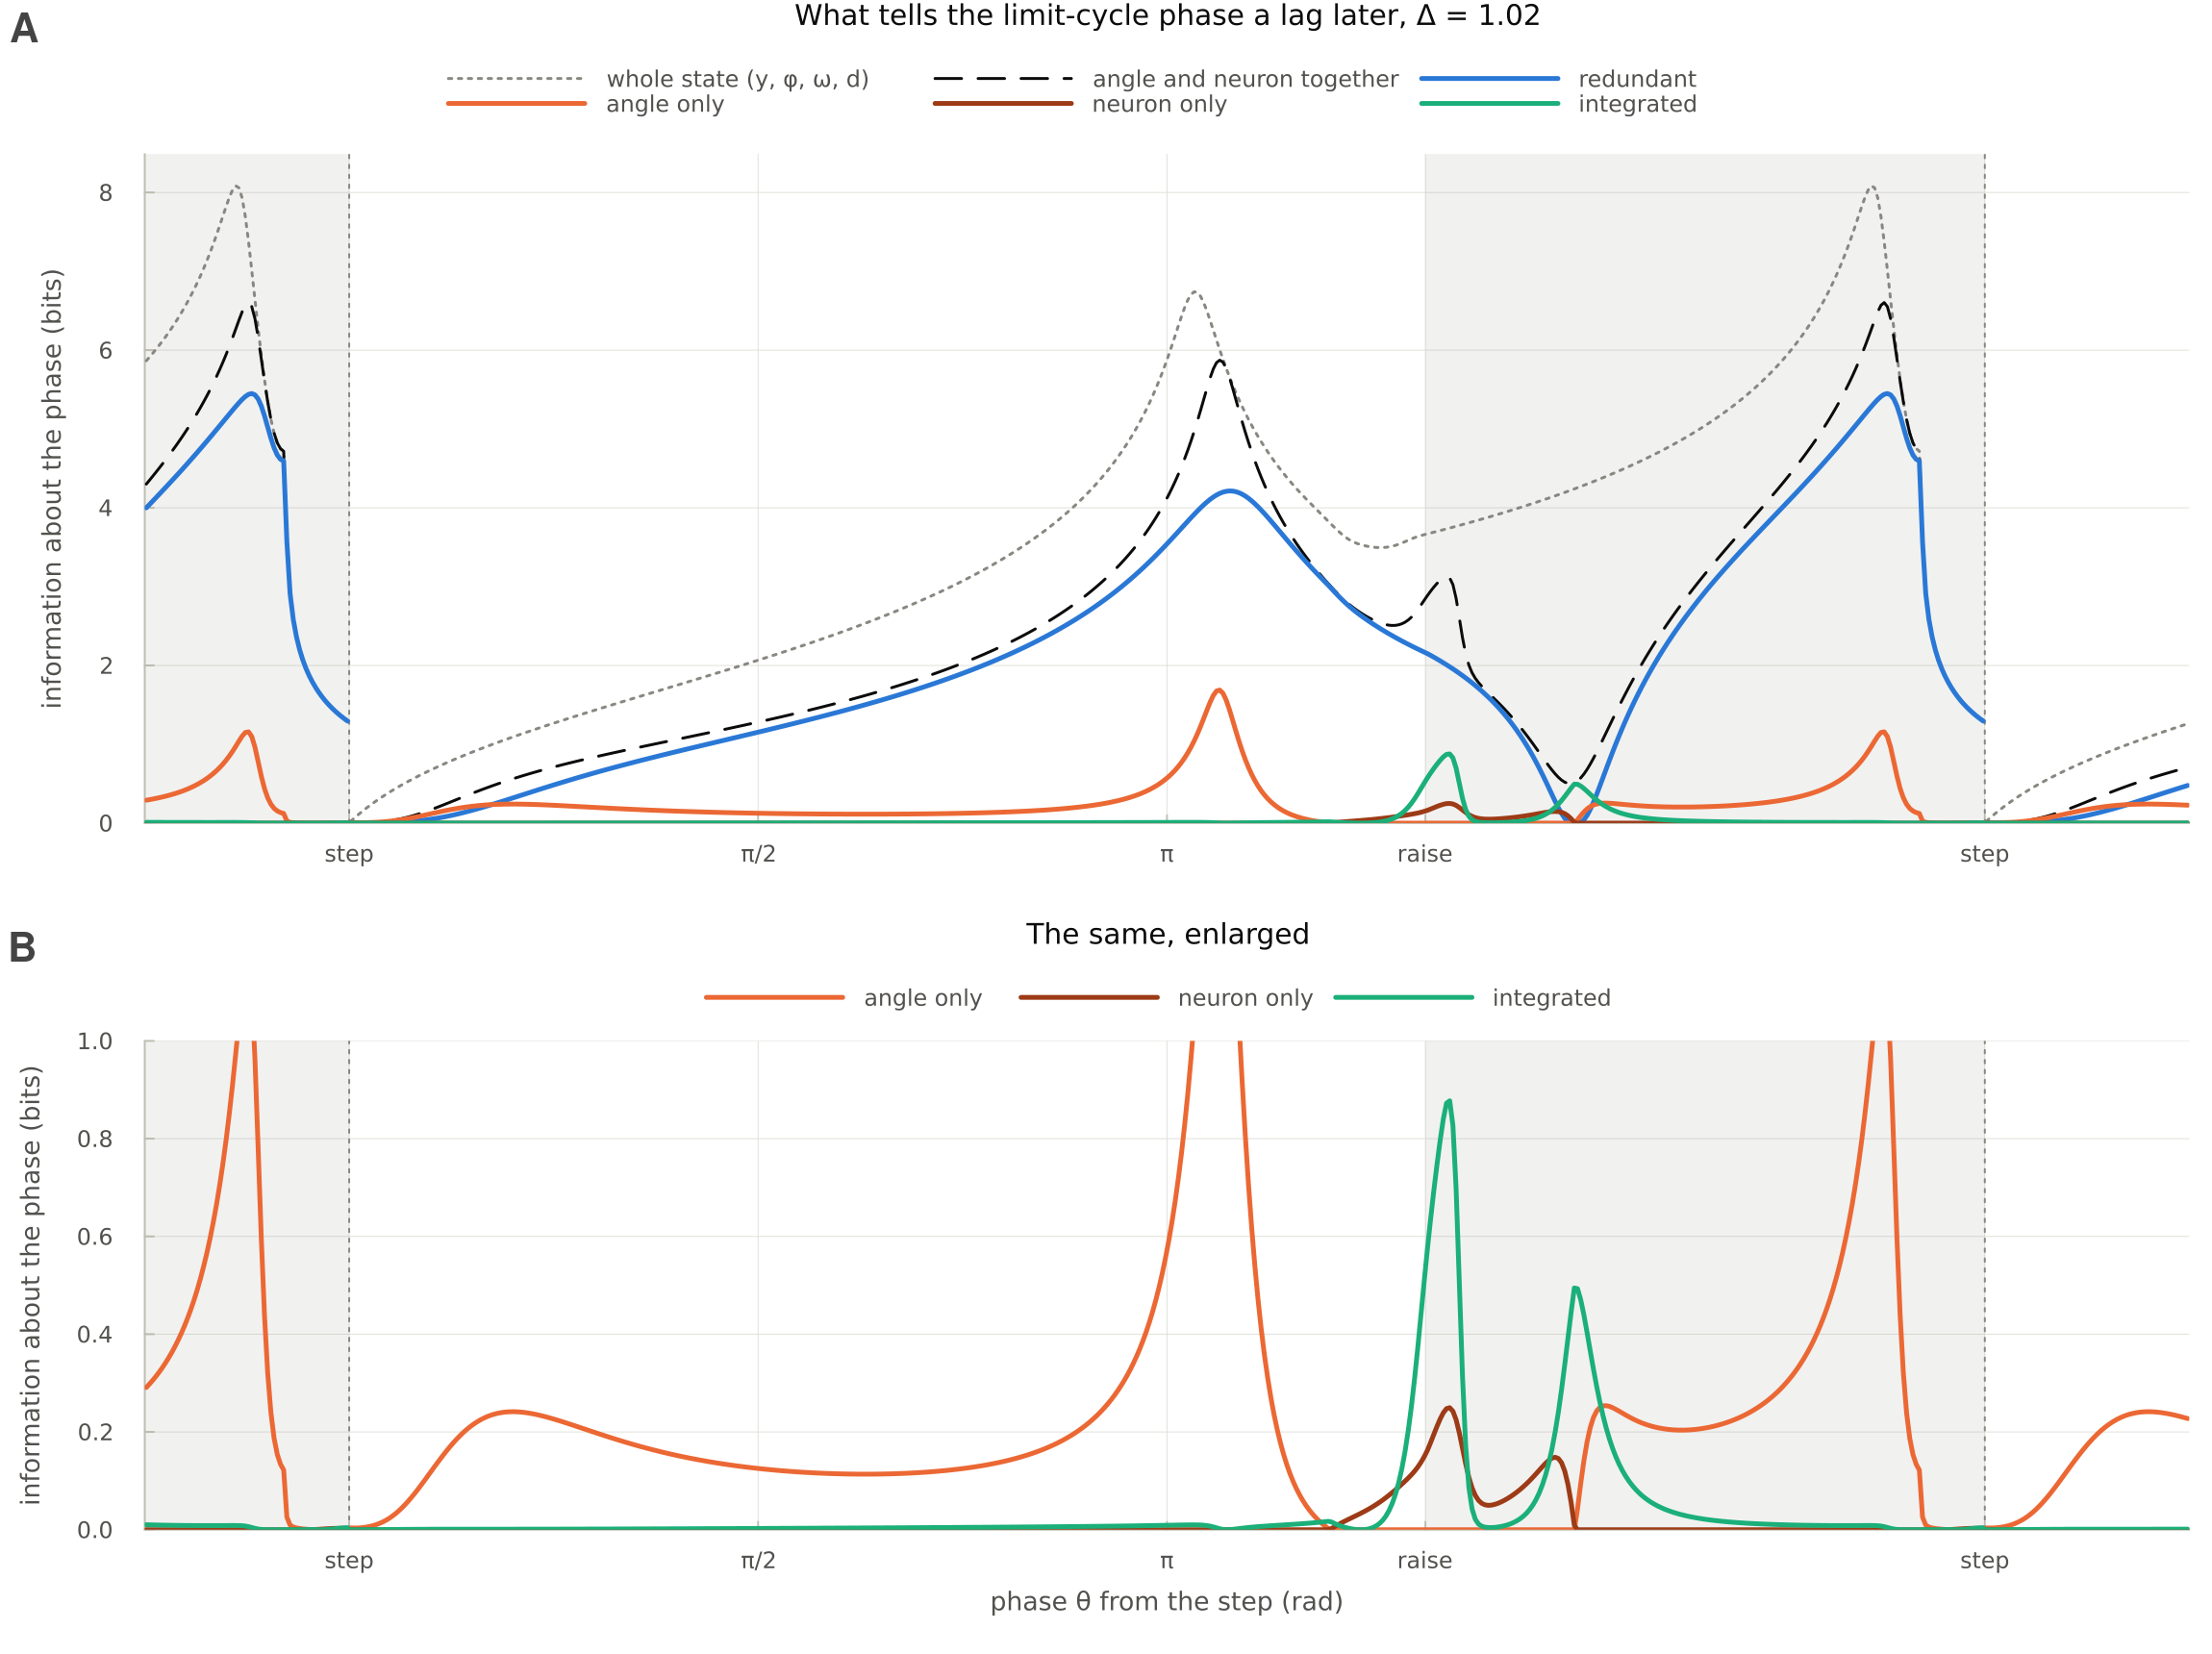 A
What tells the limit-cycle phase a lag later, Δ = 1.02
whole state (y, φ, ω, d)
angle and neuron together
redundant
angle only
neuron only
integrated
information about the phase (bits)
8
6
4
2
0
step
π/2
π
raise
step
B
The same, enlarged
angle only
neuron only
integrated
information about the phase (bits)
1.0
0.8
0.6
0.4
0.2
0.0
step
π/2
π
raise
step
phase θ from the step (rad)